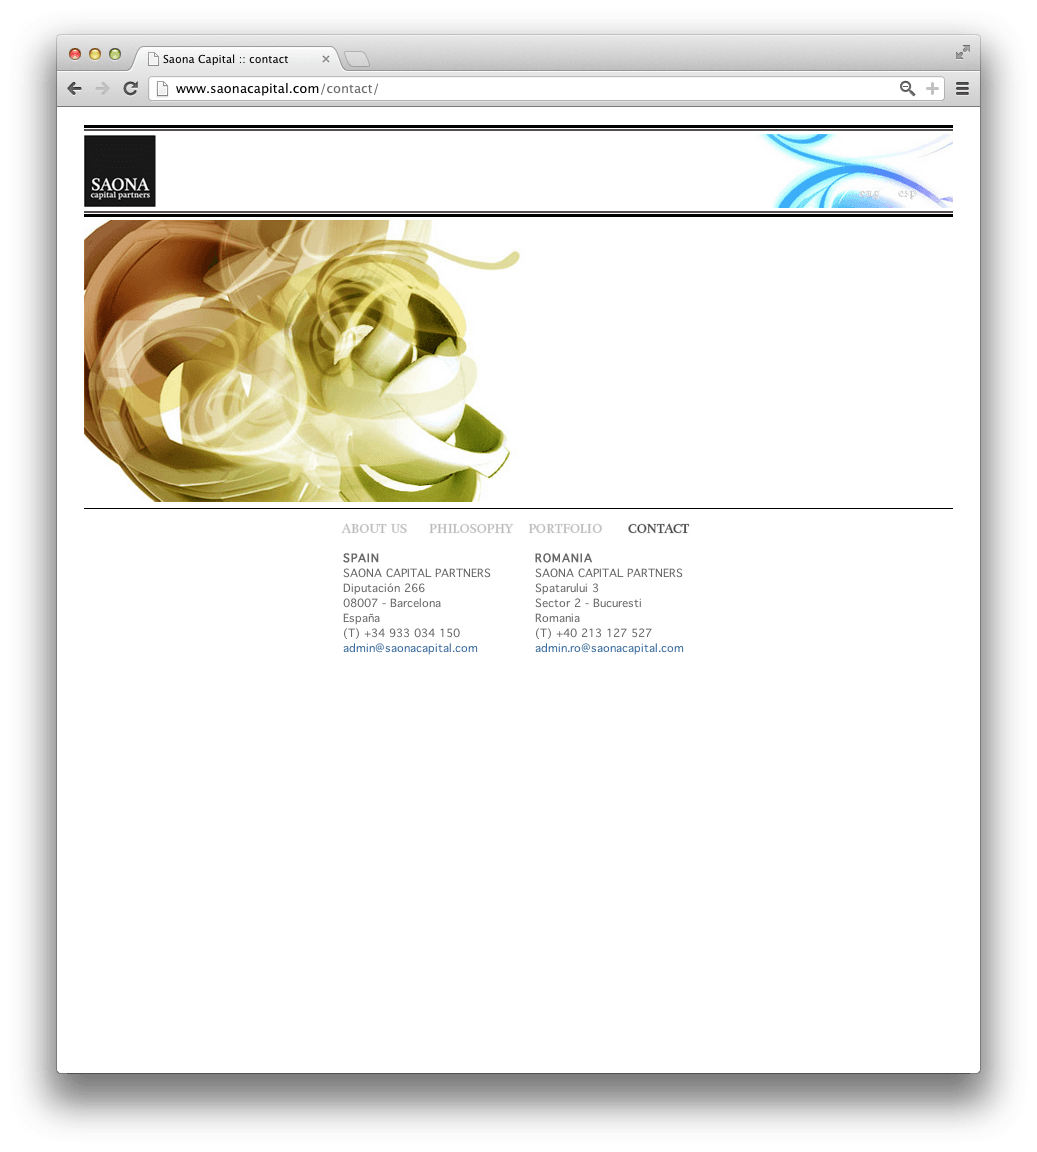 Saona Capital :: contact
www.saonacapital.com/contact/
SAONA
capital partners
eng esp
ABOUT US PHILOSOPHY PORTFOLIO CONTACT
SPAIN
SAONA CAPITAL PARTNERS
Diputación 266
08007 - Barcelona
España
(T) +34 933 034 150
admin@saonacapital.com
ROMANIA
SAONA CAPITAL PARTNERS
Spatarului 3
Sector 2 - Bucuresti
Romania
(T) +40 213 127 527
admin.ro@saonacapital.com